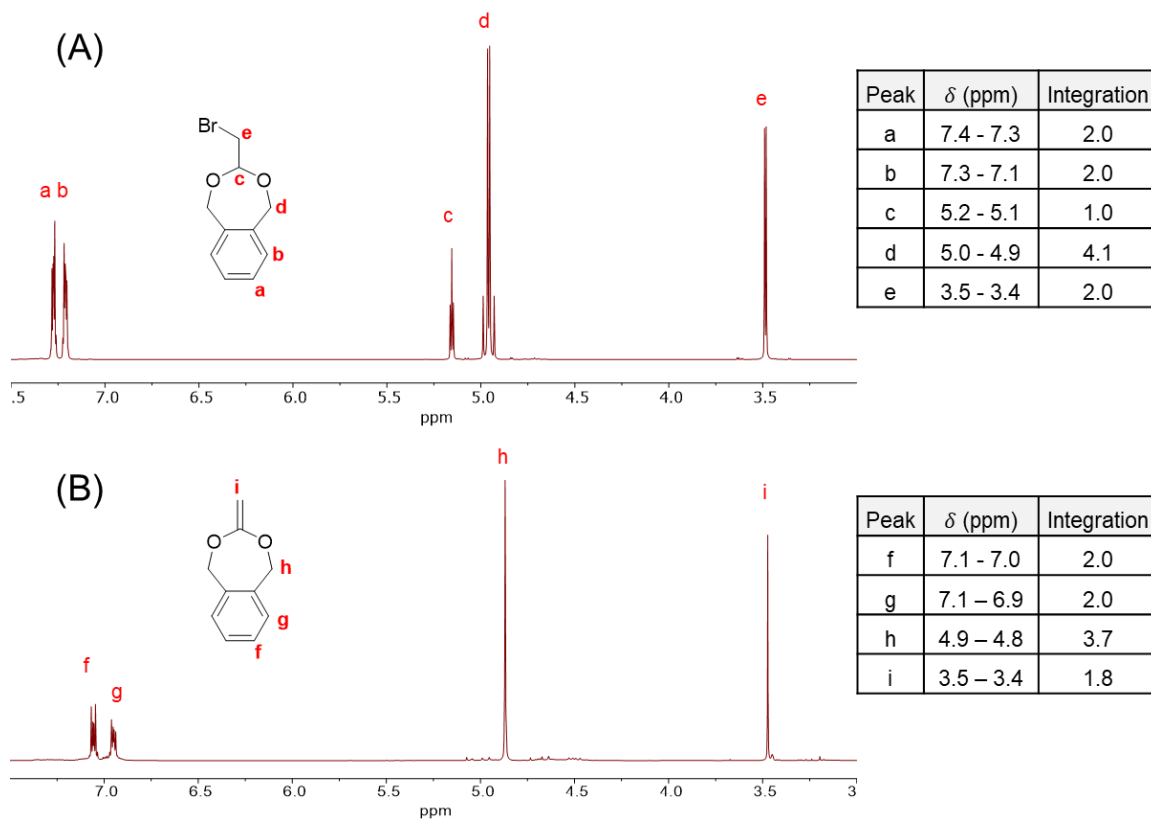 (A)
d
e
Br
e
c
O
O
d
b
a
a b
c
.5
7.0
6.5
6.0
5.5
5.0
4.5
4.0
3.5
ppm
Peak δ (ppm) Integration
a 7.4 - 7.3 2.0
b 7.3 - 7.1 2.0
c 5.2 - 5.1 1.0
d 5.0 - 4.9 4.1
e 3.5 - 3.4 2.0
(B)
h
i
i
O
O
h
g
f
f
g
7.0
6.5
6.0
5.5
5.0
4.5
4.0
3.5
3
ppm
Peak δ (ppm) Integration
f 7.1 - 7.0 2.0
g 7.1 – 6.9 2.0
h 4.9 – 4.8 3.7
i 3.5 – 3.4 1.8